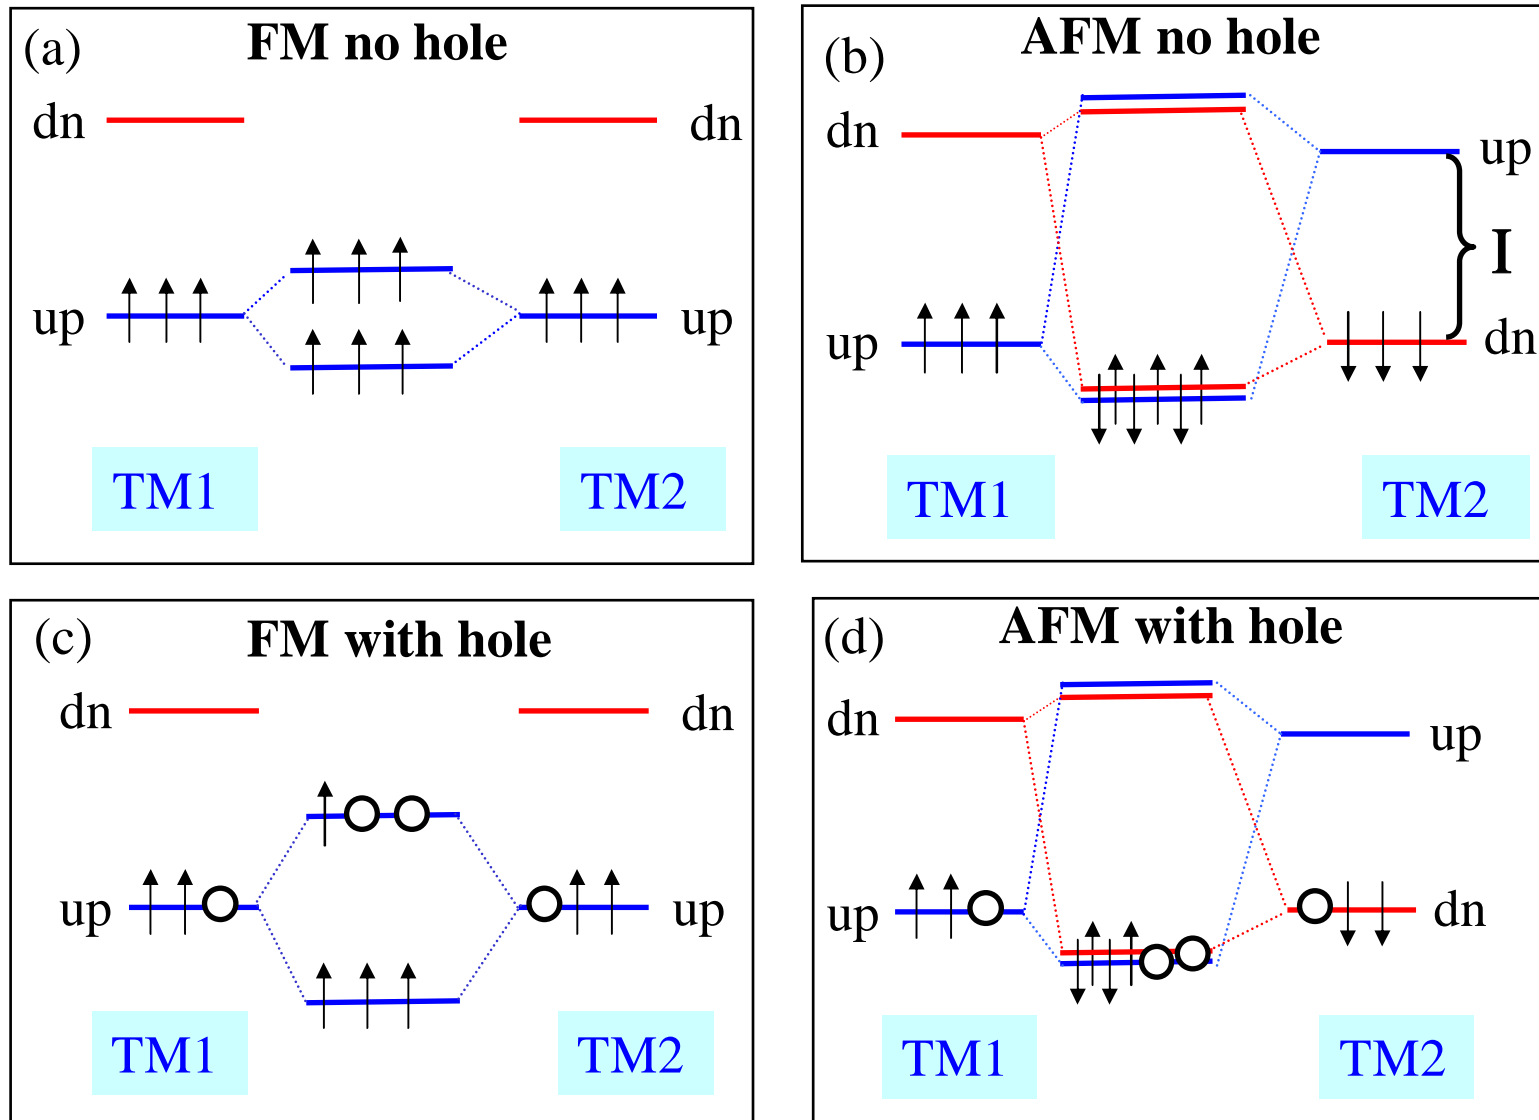 (a) FM no hole
dn dn
up up
TM1 TM2
(b) AFM no hole
dn up
I
up dn
TM1 TM2
(c) FM with hole
dn dn
up up
TM1 TM2
(d) AFM with hole
dn up
up dn
TM1 TM2